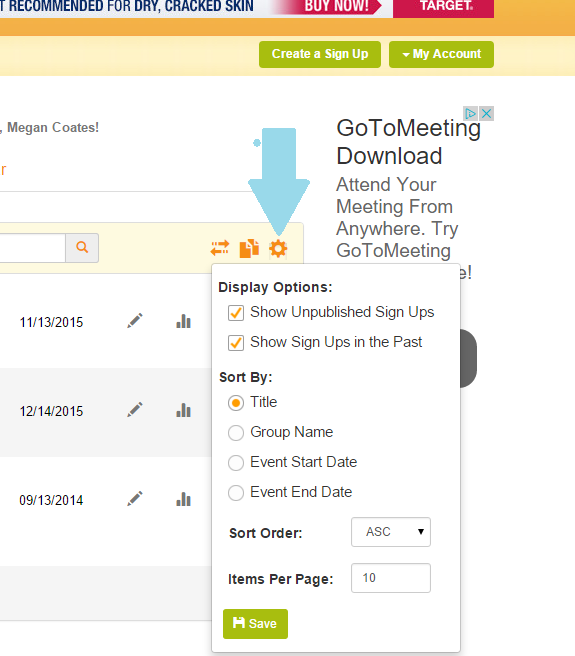 RECOMMENDED FOR DRY, CRACKED SKIN
BUY NOW!
TARGET.
Create a Sign Up
My Account
, Megan Coates!
r
GoToMeeting
Download
Attend Your
Meeting From
Anywhere. Try
GoToMeeting
e!
Display Options:
Show Unpublished Sign Ups
Show Sign Ups in the Past
11/13/2015
Sort By:
Title
12/14/2015
Group Name
Event Start Date
Event End Date
09/13/2014
Sort Order:
ASC
Items Per Page:
10
Save